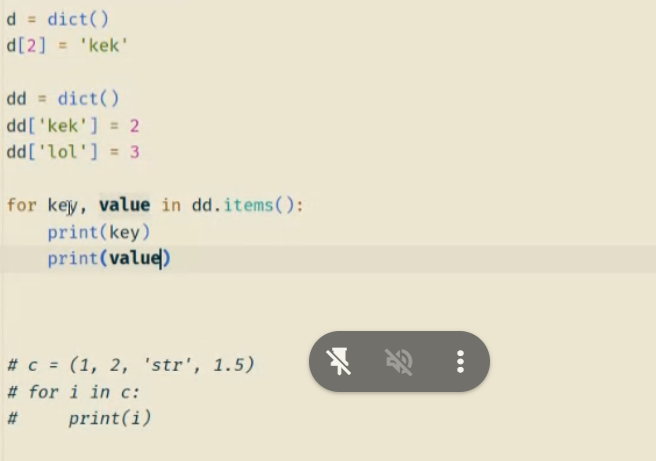 d = dict()
d[2] = 'kek'
dd = dict()
dd['kek'] = 2
dd['lol'] = 3
for key, value in dd.items():
    print(key)
    print(value)
# c = (1, 2, 'str', 1.5)
# for i in c:
#     print(i)